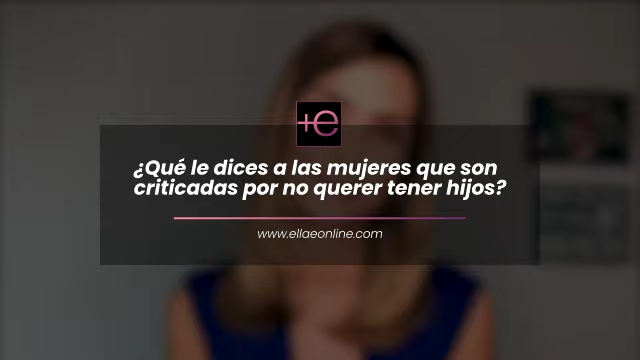 +e
¿Qué le dices a las mujeres que son
criticadas por no querer tener hijos?
www.ellaeonline.com